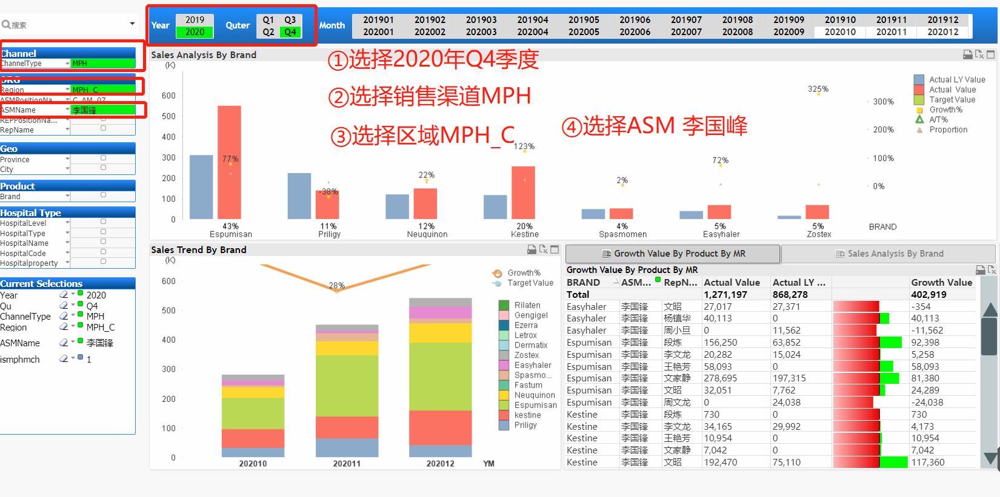 搜索
Year
2019
2020
Quter
Q1 Q3
Q2 Q4
Month
201901 201902 201903 201904 201905 201906 201907 201908 201909 201910 201911 201912
202001 202002 202003 202004 202005 202006 202007 202008 202009 202010 202011 202012
Channel
ChannelType MPH
ORG
Region MPH_C
ASMPositionNa... C_AM_07
ASMName 李国锋
REPPositionNa...
RepName
Geo
Province
City
Product
Brand
Hospital Type
HospitalLevel
HospitalType
HospitalName
HospitalCode
Hospitalproperty
Current Selections
Year 2020
Qu Q4
ChannelType MPH
Region MPH_C
ASMName 李国锋
ismphmch 1
Sales Analysis By Brand
(K)
①选择2020年Q4季度
②选择销售渠道MPH
③选择区域MPH_C
④选择ASM 李国峰
600
500
400
300
200
100
0
77%
-38%
22%
123%
2%
72%
325%
300%
200%
100%
0%
43% 11% 12% 20% 4% 5% 5%
Espumisan Priligy Neuquinon Kestine Spasmomen Easyhaler Zostex
BRAND
Actual LY Value
Actual Value
Target Value
Growth%
A/T%
Proportion
Sales Trend By Brand
(K)
600
500
400
300
200
100
0
28%
202010 202011 202012 YM
Growth%
Target Value
Rilaten
Gengigel
Ezerra
Letrox
Dermatix
Zostex
Easyhaler
Spasmo...
Fastum
Neuquinon
Espumisan
kestine
Priligy
Growth Value By Product By MR
Sales Analysis By Brand
Growth Value By Product By MR
BRAND ASM... RepN... Actual Value Actual LY ... Growth Value
Total 1,271,197 868,278 402,919
Easyhaler 李国锋 文昭 27,017 27,371 -354
Easyhaler 李国锋 杨镇华 40,113 0 40,113
Easyhaler 李国锋 周小旦 0 11,562 -11,562
Espumisan 李国锋 段炼 156,250 63,852 92,398
Espumisan 李国锋 李文龙 20,282 15,024 5,258
Espumisan 李国锋 王艳芳 58,093 0 58,093
Espumisan 李国锋 文家静 278,695 197,315 81,380
Espumisan 李国锋 文昭 32,051 7,762 24,289
Espumisan 李国锋 周文龙 0 24,038 -24,038
Kestine 李国锋 段炼 730 0 730
Kestine 李国锋 李文龙 34,165 29,992 4,173
Kestine 李国锋 王艳芳 10,954 0 10,954
Kestine 李国锋 文家静 7,042 0 7,042
Kestine 李国锋 文昭 192,470 75,110 117,360